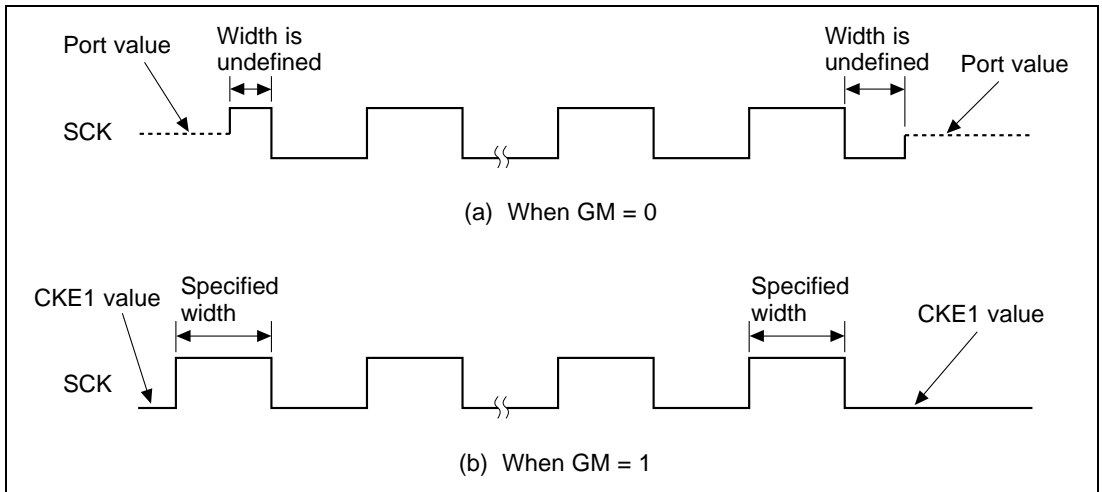 Port value
Width is
undefined
Width is
undefined
Port value
SCK
(a) When GM = 0
CKE1 value
Specified
width
Specified
width
CKE1 value
SCK
(b) When GM = 1